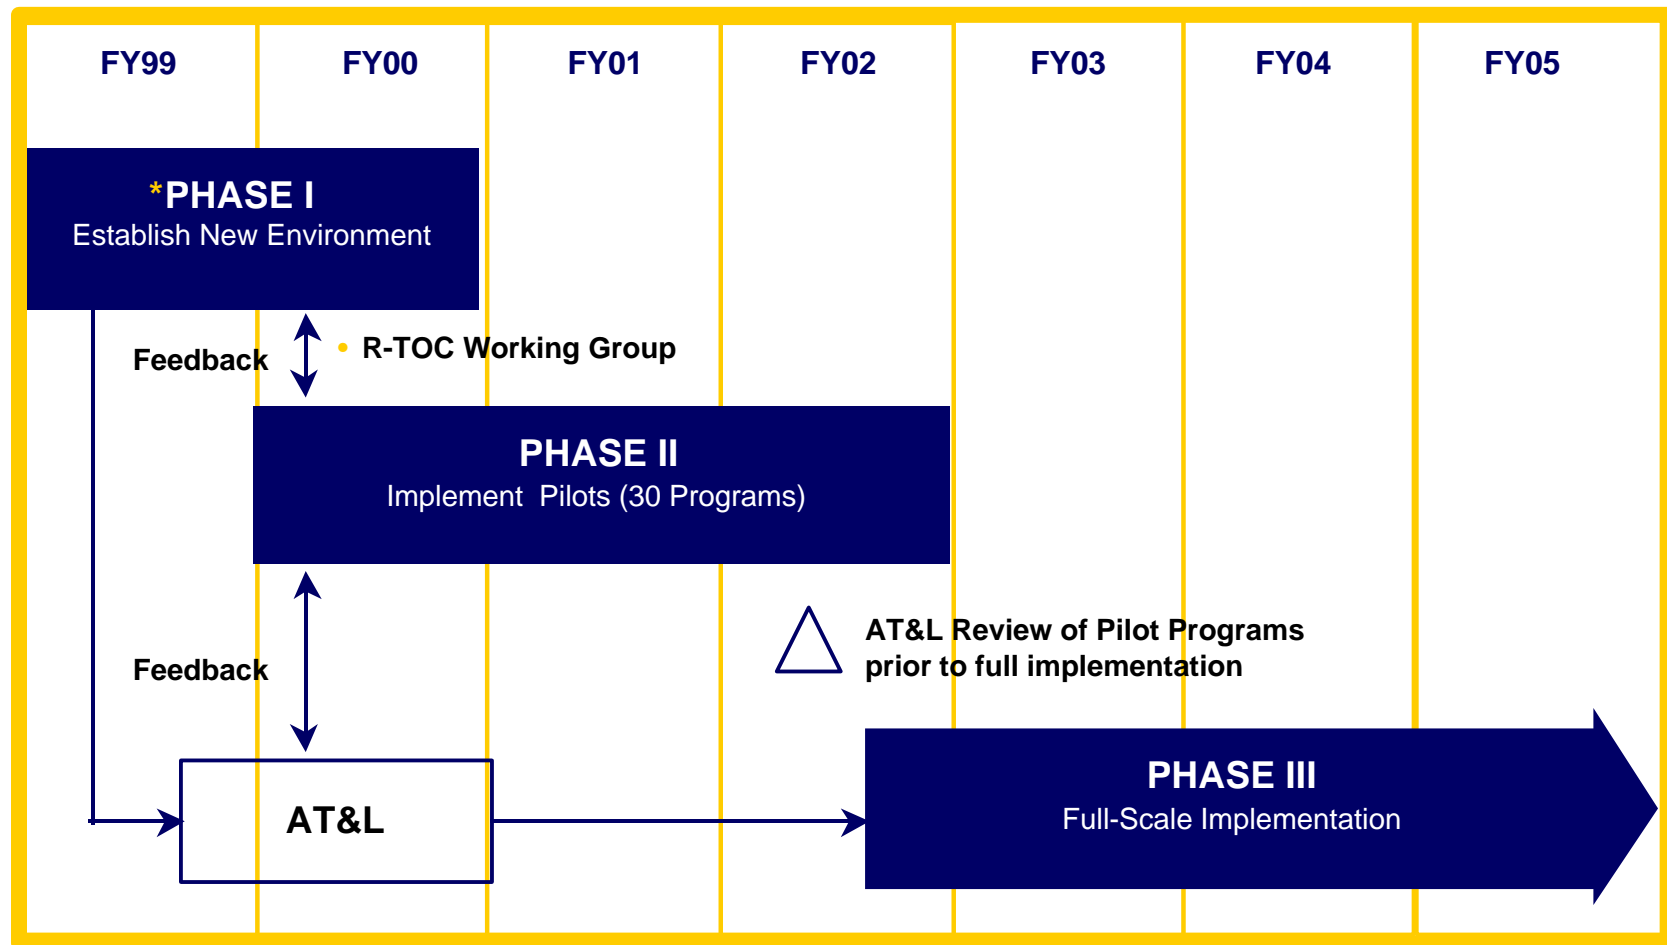 FY99 FY00 FY01 FY02 FY03 FY04 FY05
*PHASE I
Establish New Environment
Feedback
• R-TOC Working Group
PHASE II
Implement Pilots (30 Programs)
AT&L Review of Pilot Programs
prior to full implementation
Feedback
PHASE III
Full-Scale Implementation
AT&L